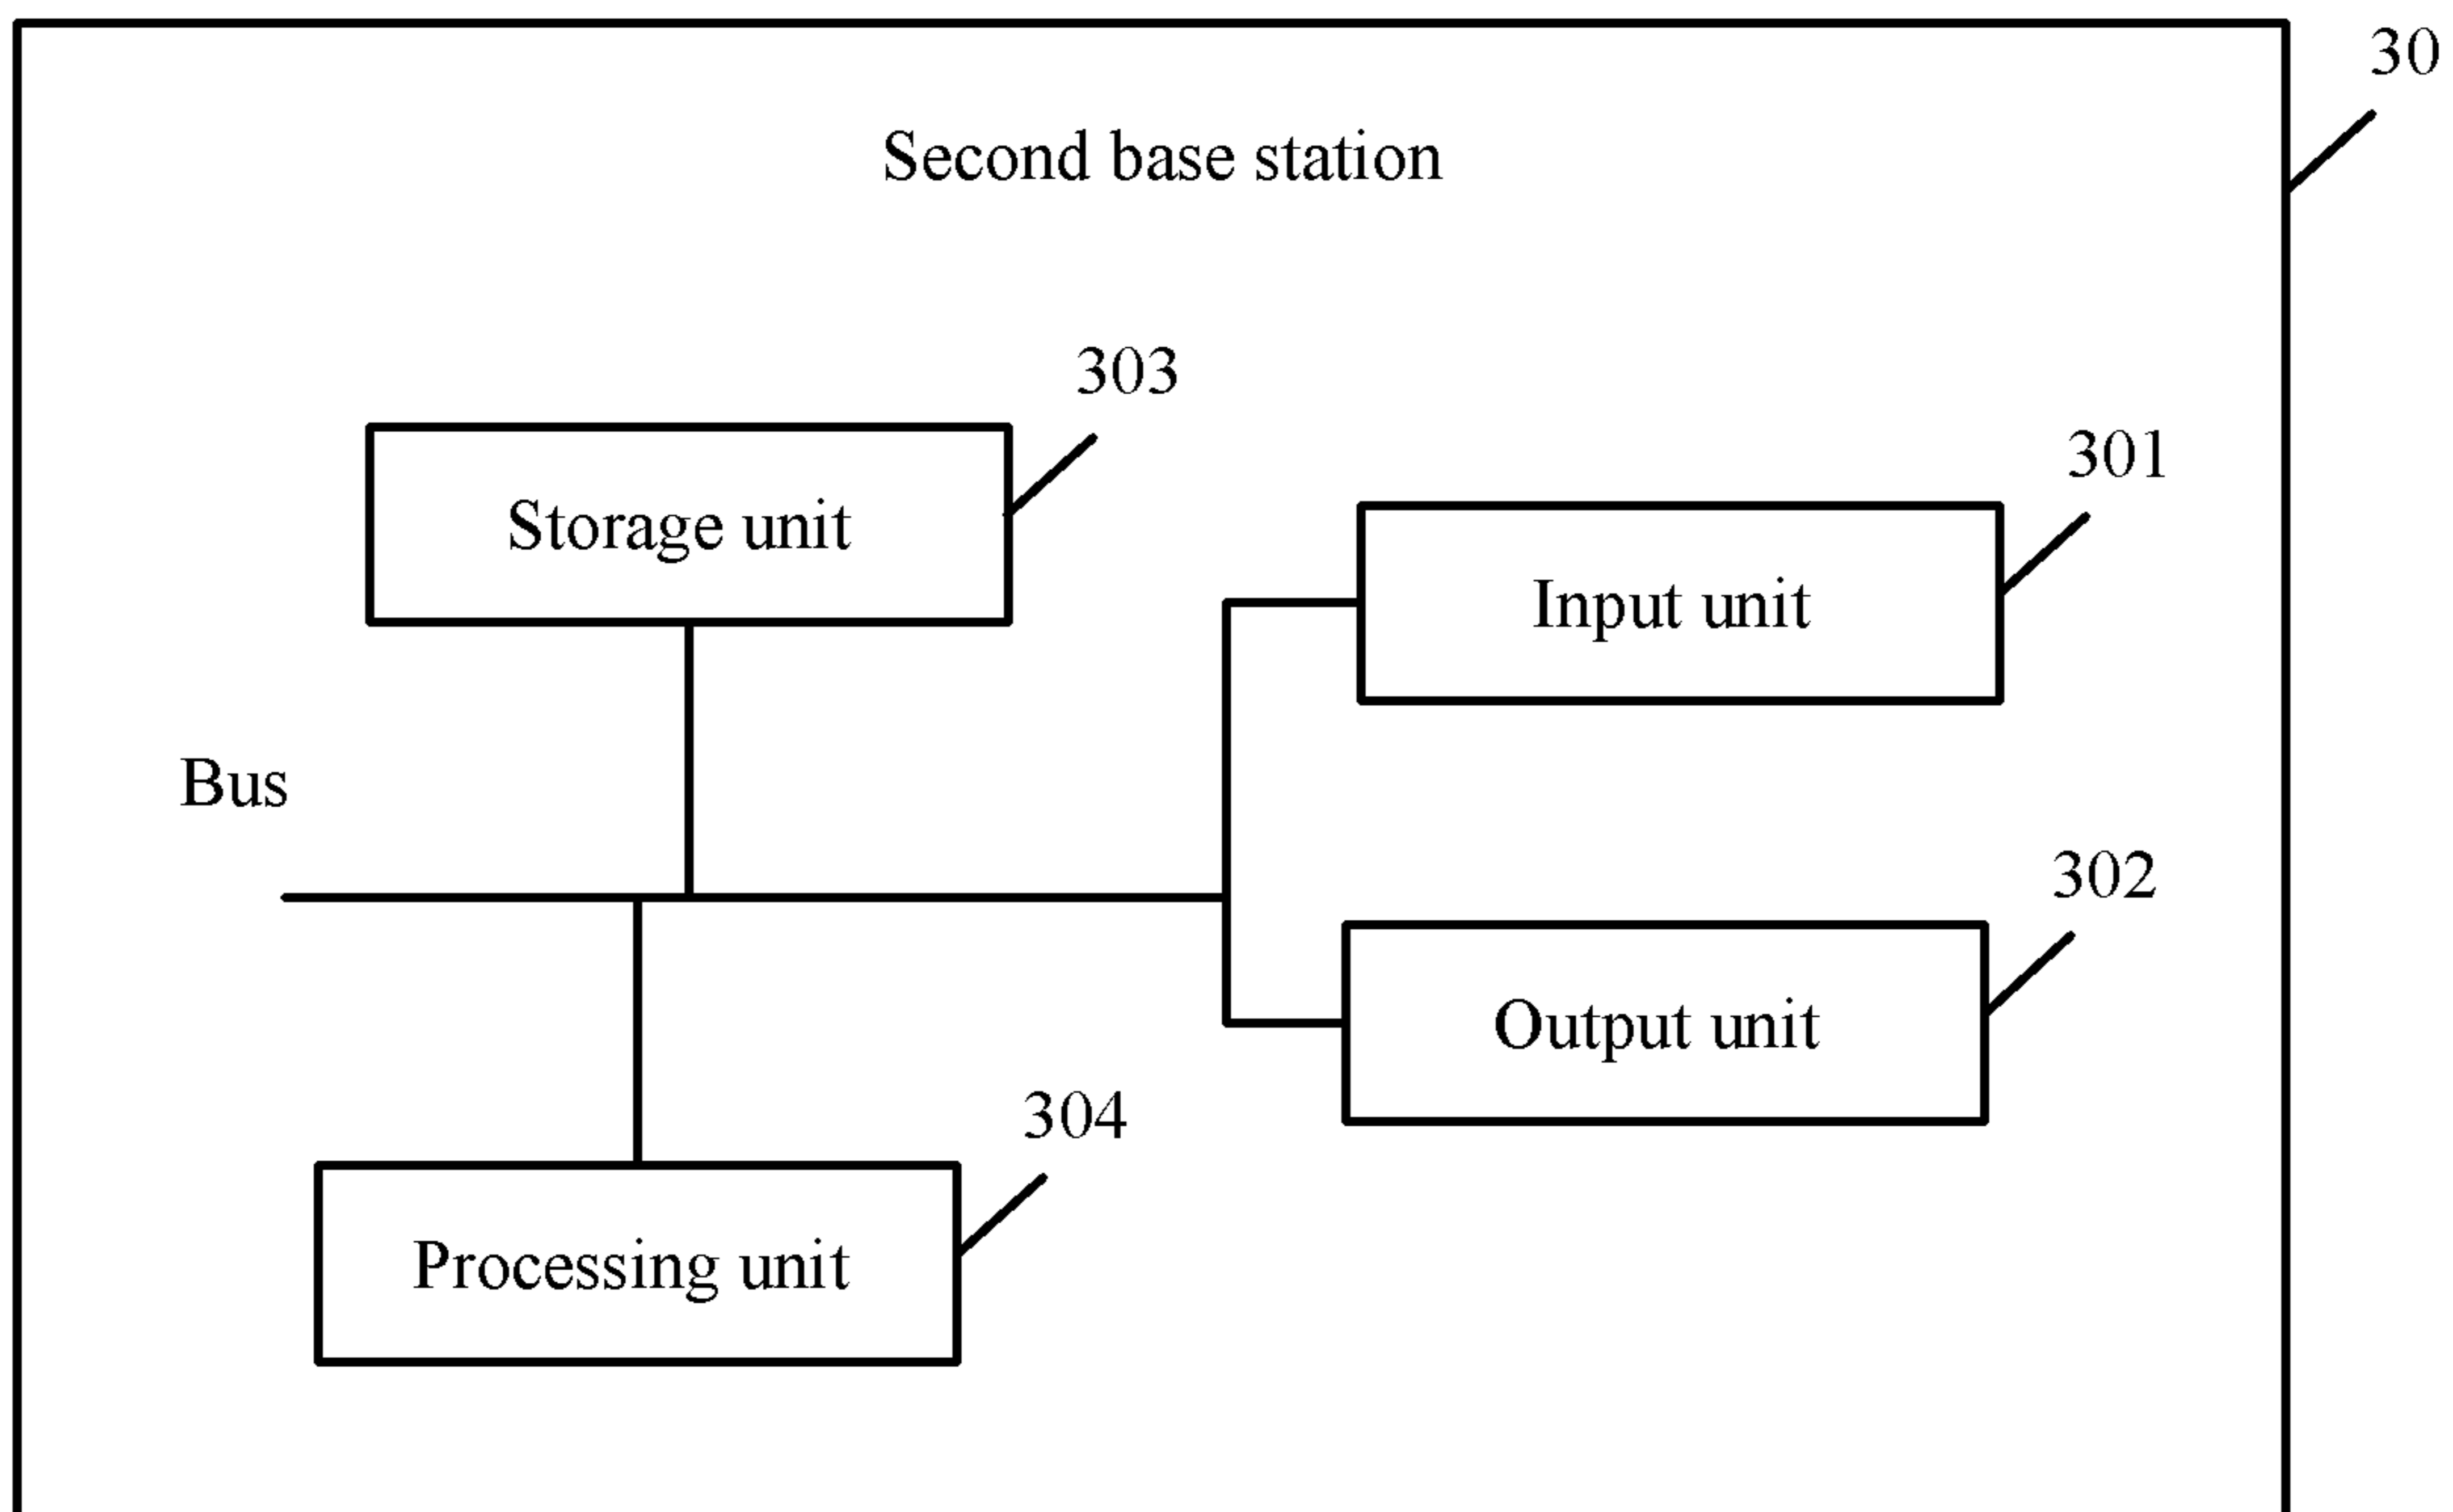 30
Second base station
303
Storage unit
301
Input unit
Bus
302
Output unit
304
Processing unit